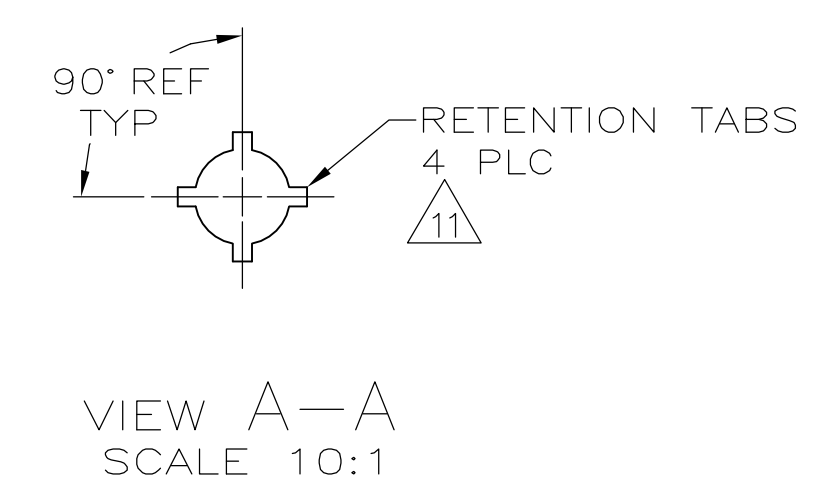 90° REF
TYP
RETENTION TABS
4 PLC
11
VIEW A-A
SCALE 10:1